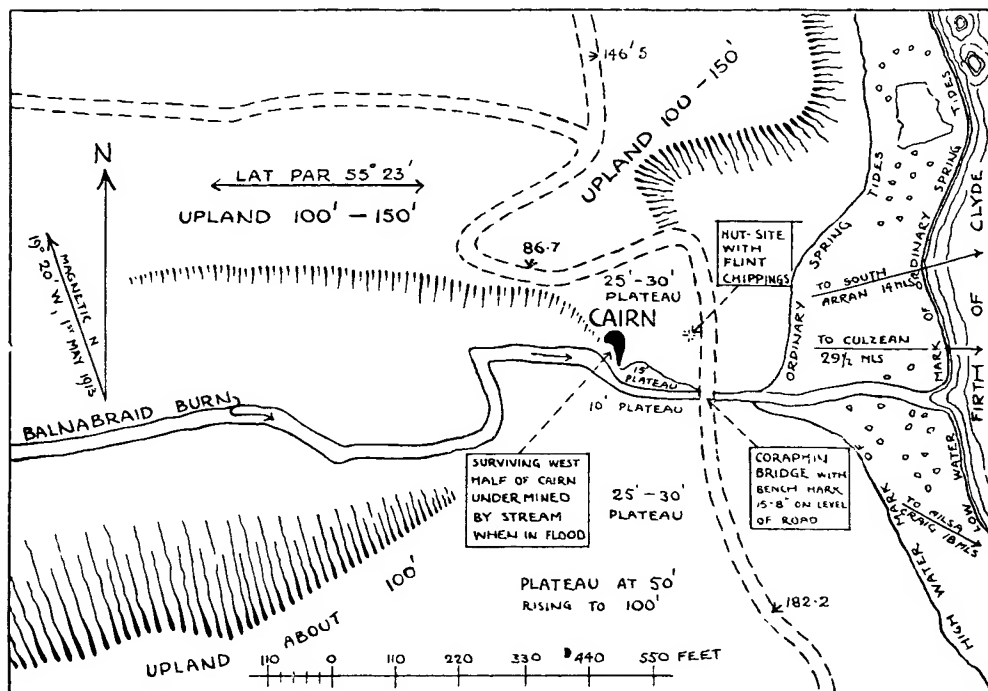 146'5
UPLAND 100'-150'
N
LAT PAR 55° 23'
UPLAND 100'-150'
MAGNETIC N
19° 20' W, 1ST MAY 1913
86.7
HUT-SITE
WITH
FLINT
CHIPPINGS
25'-30'
PLATEAU
CAIRN
15'
PLATEAU
10' PLATEAU
BALNABRAID BURN
ORDINARY SPRING TIDES
TO SOUTH
ARRAN 14 MLS
TO CULZEAN
29½ MLS
LOW WATER MARK OF ORDINARY SPRING TIDES
FIRTH OF CLYDE
SURVIVING WEST
HALF OF CAIRN
UNDERMINED
BY STREAM
WHEN IN FLOOD
25'-30'
PLATEAU
CORAPHIN
BRIDGE WITH
BENCH MARK
15.8' ON LEVEL
OF ROAD
TO AILSA
CRAIG 18 MLS
HIGH WATER MARK OF
PLATEAU AT 50'
RISING TO 100'
182.2
UPLAND ABOUT 100'
110 0 110 220 330 440 550 FEET